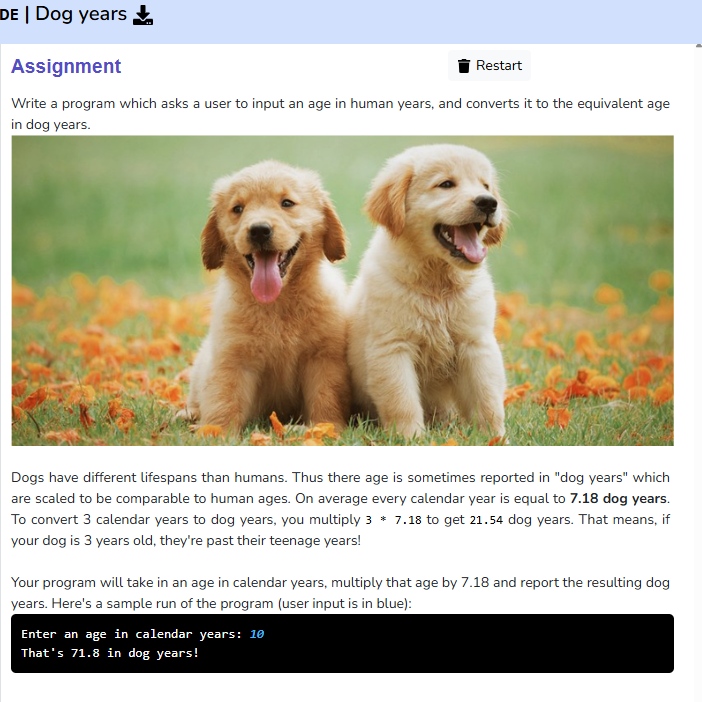 DE | Dog years
Assignment
Restart
Write a program which asks a user to input an age in human years, and converts it to the equivalent age
in dog years.
Dogs have different lifespans than humans. Thus there age is sometimes reported in "dog years" which
are scaled to be comparable to human ages. On average every calendar year is equal to 7.18 dog years.
To convert 3 calendar years to dog years, you multiply 3 * 7.18 to get 21.54 dog years. That means, if
your dog is 3 years old, they're past their teenage years!
Your program will take in an age in calendar years, multiply that age by 7.18 and report the resulting dog
years. Here's a sample run of the program (user input is in blue):
Enter an age in calendar years: 10
That's 71.8 in dog years!